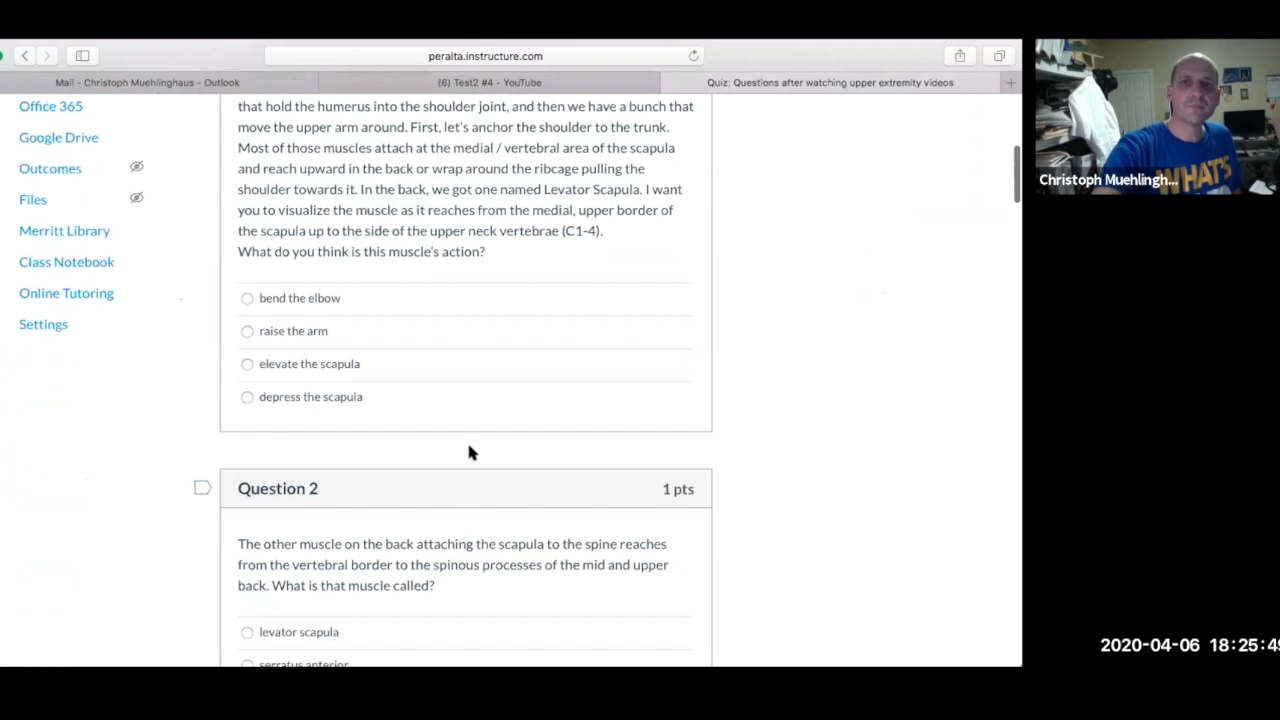 peralta.instructure.com
Mail - Christoph Muehlinghaus - Outlook
(6) Test2 #4 - YouTube
Quiz: Questions after watching upper extremity videos
Office 365
Google Drive
Outcomes
Files
Merritt Library
Class Notebook
Online Tutoring
Settings
that hold the humerus into the shoulder joint, and then we have a bunch that
move the upper arm around. First, let's anchor the shoulder to the trunk.
Most of those muscles attach at the medial / vertebral area of the scapula
and reach upward in the back or wrap around the ribcage pulling the
shoulder towards it. In the back, we got one named Levator Scapula. I want
you to visualize the muscle as it reaches from the medial, upper border of
the scapula up to the side of the upper neck vertebrae (C1-4).
What do you think is this muscle's action?
bend the elbow
raise the arm
elevate the scapula
depress the scapula
Question 2
1 pts
The other muscle on the back attaching the scapula to the spine reaches
from the vertebral border to the spinous processes of the mid and upper
back. What is that muscle called?
levator scapula
serratus anterior
Christoph Muehlingh...
WHAT'S
2020-04-06 18:25:49